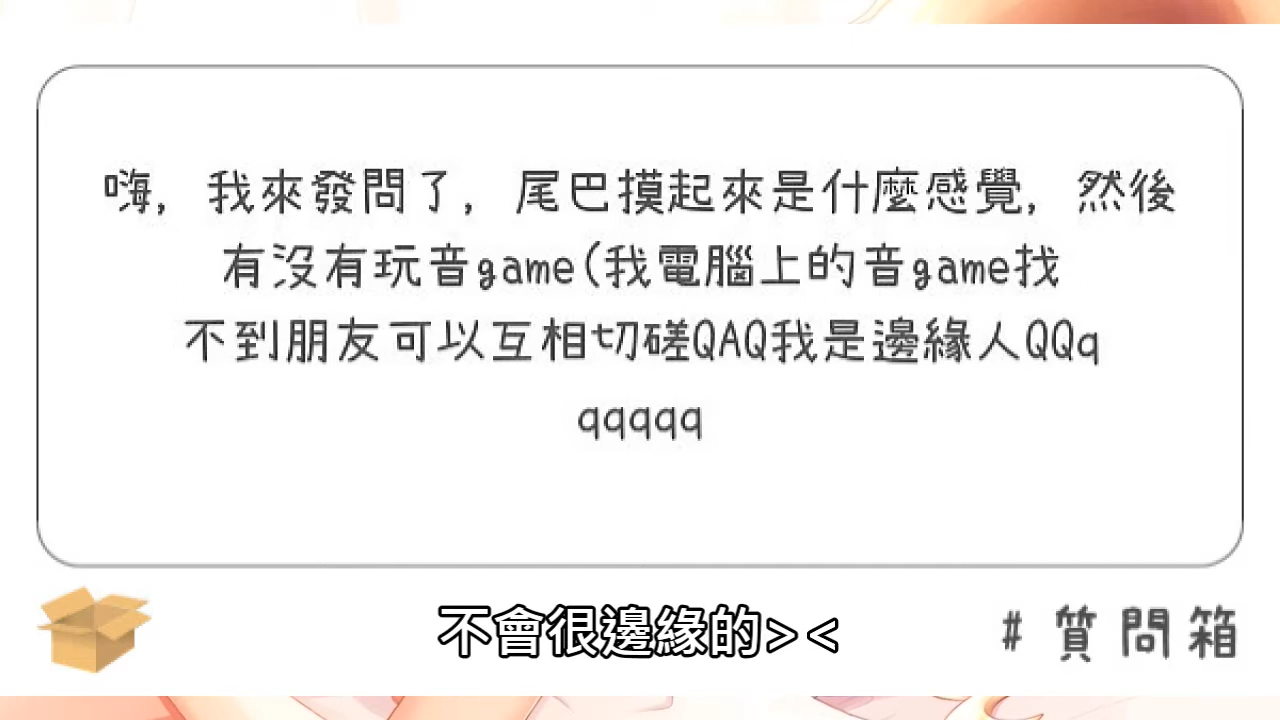 嗨，我來發問了，尾巴摸起來是什麼感覺，然後
有沒有玩音game(我電腦上的音game找
不到朋友可以互相切磋QAQ我是邊緣人QQq
qqqqq
不會很邊緣的><
#質問箱